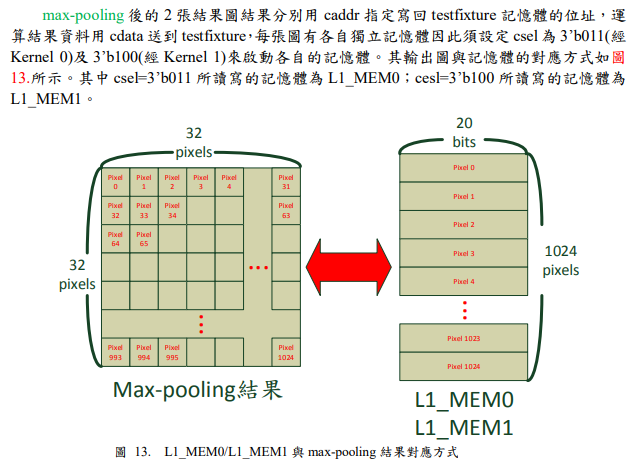 max-pooling 後的 2 張結果圖結果分別用 caddr 指定寫回 testfixture 記憶體的位址，運
算結果資料用 cdata 送到 testfixture，每張圖有各自獨立記憶體因此須設定 csel 為 3'b011(經
Kernel 0)及 3'b100(經 Kernel 1)來啟動各自的記憶體。其輸出圖與記憶體的對應方式如圖
13.所示。其中 csel=3'b011 所讀寫的記憶體為 L1_MEM0；cesl=3'b100 所讀寫的記憶體為
L1_MEM1。
32
pixels
32
pixels
Pixel 0 Pixel 1 Pixel 2 Pixel 3 Pixel 4 Pixel 31
Pixel 32 Pixel 33 Pixel 34 Pixel 63
Pixel 64 Pixel 65
...
...
Pixel 993 Pixel 994 Pixel 995 Pixel 1024
Max-pooling結果
20
bits
Pixel 0
Pixel 1
Pixel 2
Pixel 3
Pixel 4
...
Pixel 1023
Pixel 1024
1024
pixels
L1_MEM0
L1_MEM1
圖 13. L1_MEM0/L1_MEM1 與 max-pooling 結果對應方式